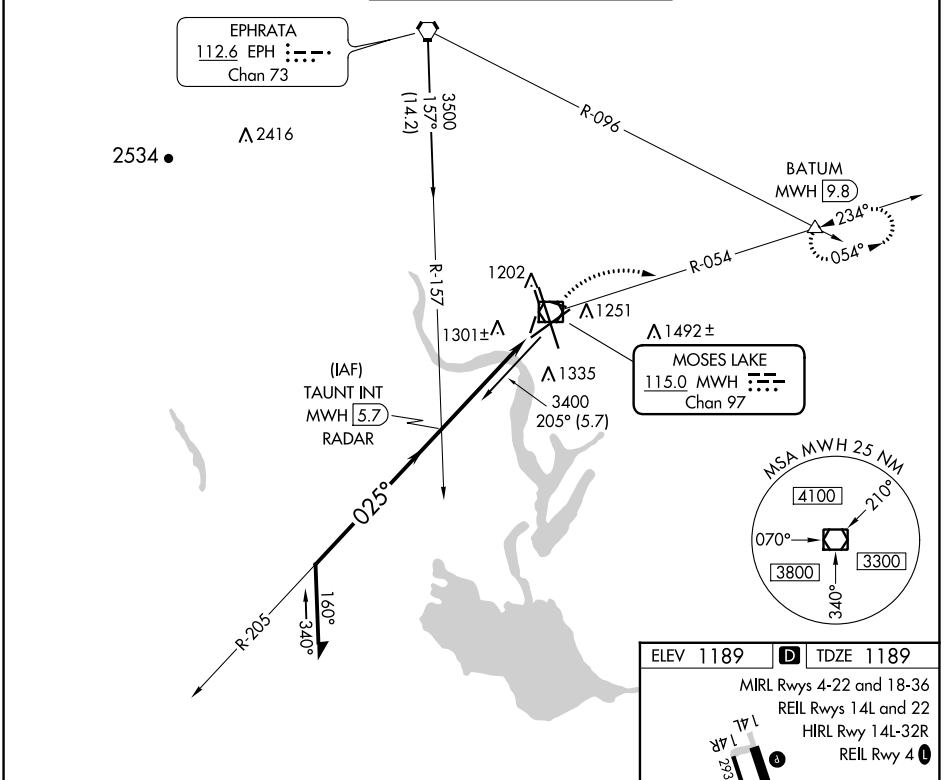 EPHRATA
112.6 EPH
Chan 73
3500
157°
(14.2)
R-096
2416
2534
BATUM
MWH 9.8
234°
054°
R-054
R-157
1202
1251
1301±
1492±
MOSES LAKE
115.0 MWH
Chan 97
1335
3400
205° (5.7)
(IAF)
TAUNT INT
MWH 5.7
RADAR
025°
MSA MWH 25 NM
4100
210°
070°
3800
3300
340°
160°
340°
R-205
ELEV 1189 D TDZE 1189
MIRL Rwys 4-22 and 18-36
REIL Rwys 14L and 22
HIRL Rwy 14L-32R
REIL Rwy 4 L
14L
14R
P
293